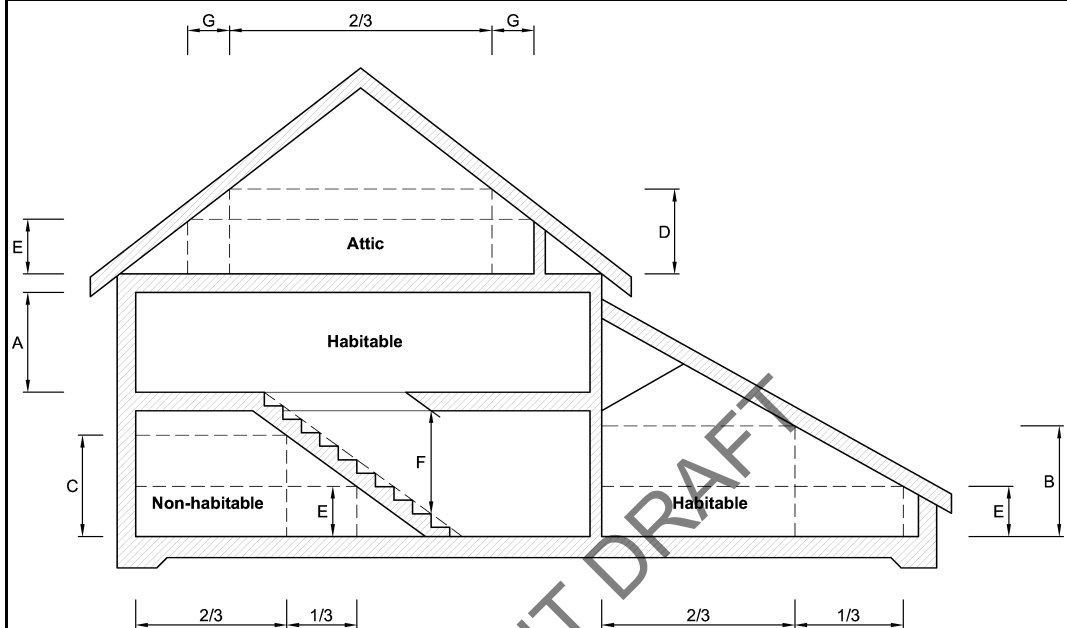 G 2/3 G
E Attic D
A Habitable
C Non-habitable E F Habitable B E
2/3 1/3 2/3 1/3
DRAFT